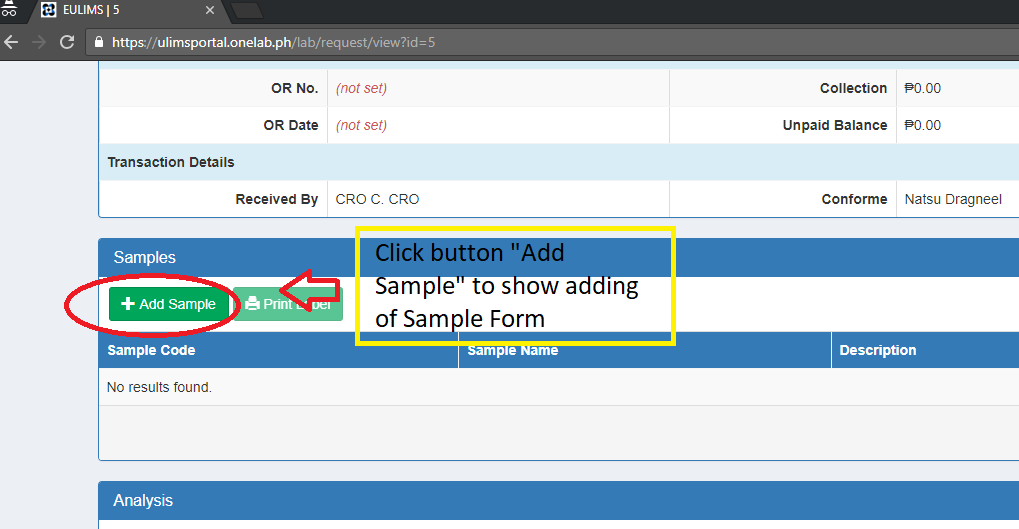 EULIMS | 5
https://ulimsportal.onelab.ph/lab/request/view?id=5
OR No. (not set) Collection ₱0.00
OR Date (not set) Unpaid Balance ₱0.00
Transaction Details
Received By CRO C. CRO Conforme Natsu Dragneel
Samples
Click button "Add
Sample" to show adding
of Sample Form
Add Sample Print Label
Sample Code Sample Name Description
No results found.
Analysis